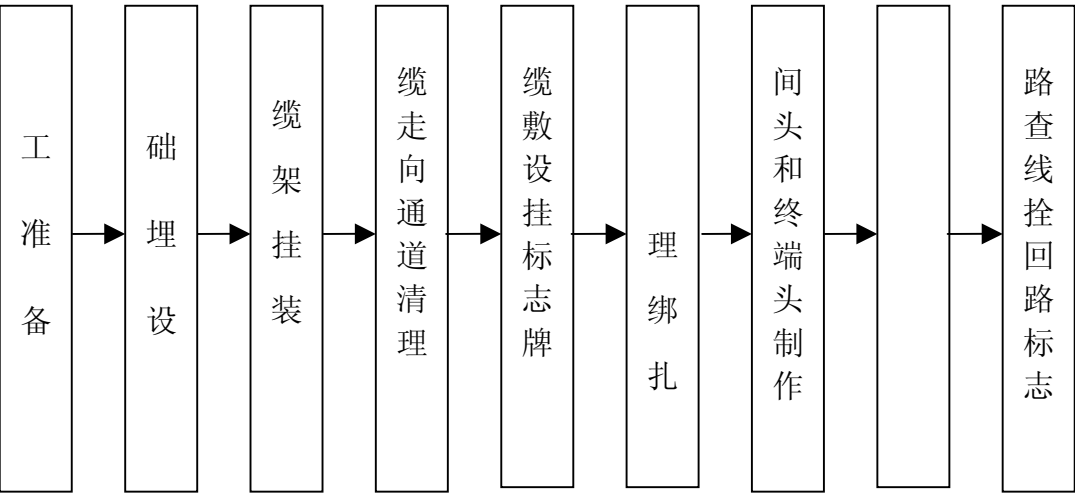 工准备
础埋设
缆架挂装
缆走向通道清理
缆敷设挂标志牌
理绑扎
间头和终端头制作
路查线拴回路标志